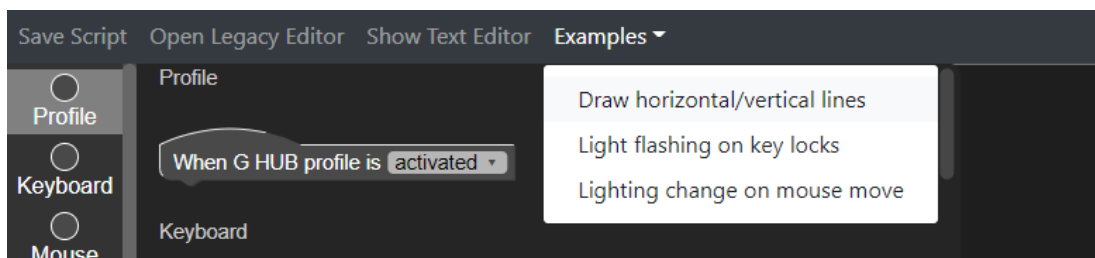 Save Script Open Legacy Editor Show Text Editor Examples
Profile
Keyboard
Mouse
Profile
When G HUB profile is activated
Keyboard
Draw horizontal/vertical lines
Light flashing on key locks
Lighting change on mouse move